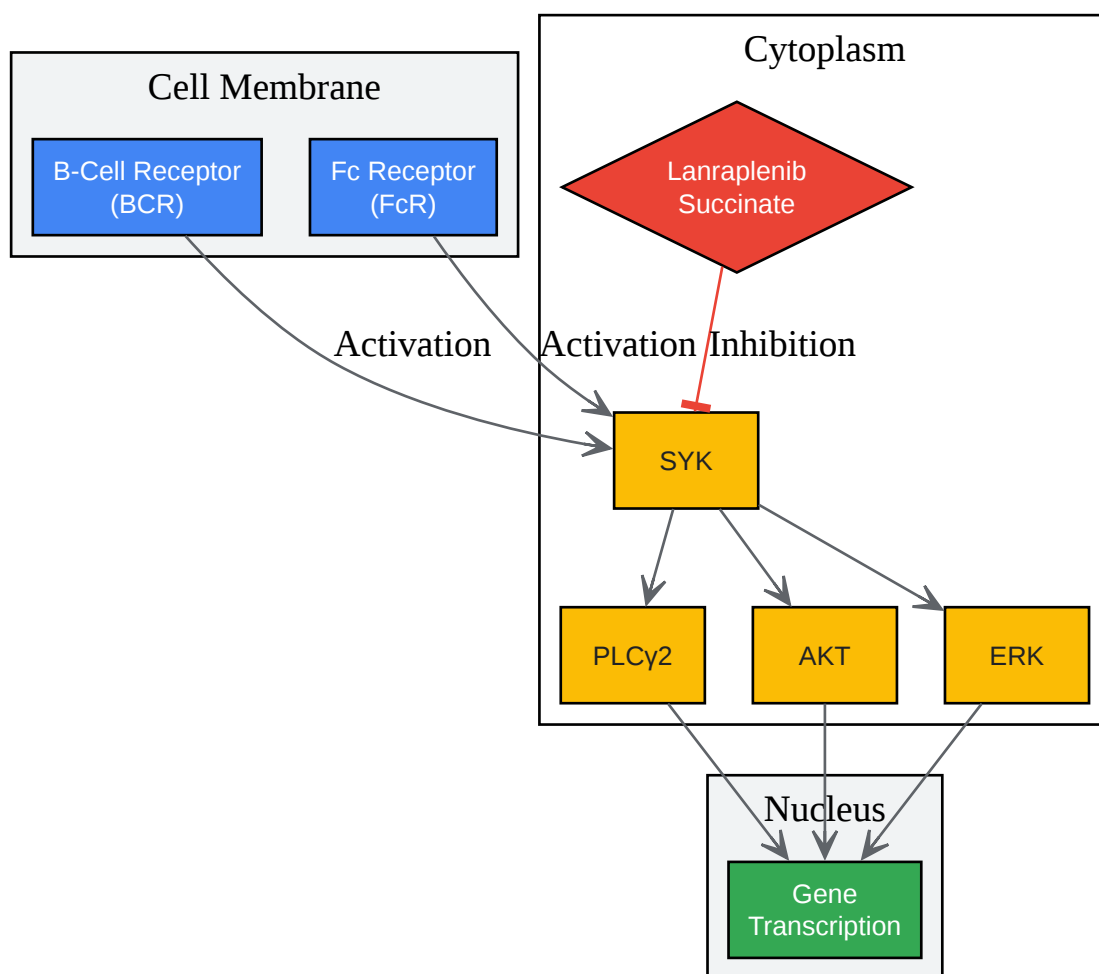 Cytoplasm
Cell Membrane
B-Cell Receptor
(BCR)
Fc Receptor
(FcR)
Lanraplenib
Succinate
Activation
Activation
Inhibition
SYK
PLCγ2
AKT
ERK
Nucleus
Gene
Transcription